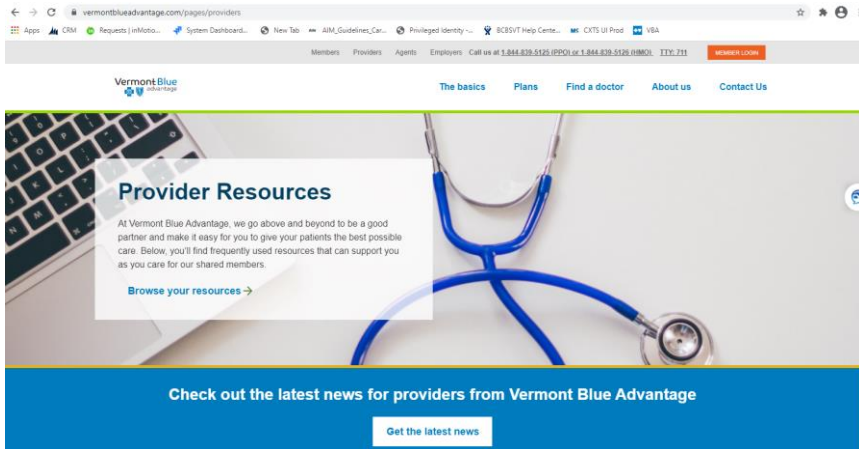 vermontblueadvantage.com/pages/providers
Apps CRM Requests | inMotio... System Dashboard... New Tab AIM_Guidelines_Car... Privileged Identity -... BCBSVT Help Cente... CXT5 UI Prod VBA
Members Providers Agents Employers Call us at 1-844-839-5125 (PPO) or 1-844-839-5126 (HMO). TTY: 711 MEMBER LOGIN
Vermont Blue
advantage
The basics Plans Find a doctor About us Contact Us
Provider Resources
At Vermont Blue Advantage, we go above and beyond to be a good
partner and make it easy for you to give your patients the best possible
care. Below, you'll find frequently used resources that can support you
as you care for our shared members.
Browse your resources →
Check out the latest news for providers from Vermont Blue Advantage
Get the latest news